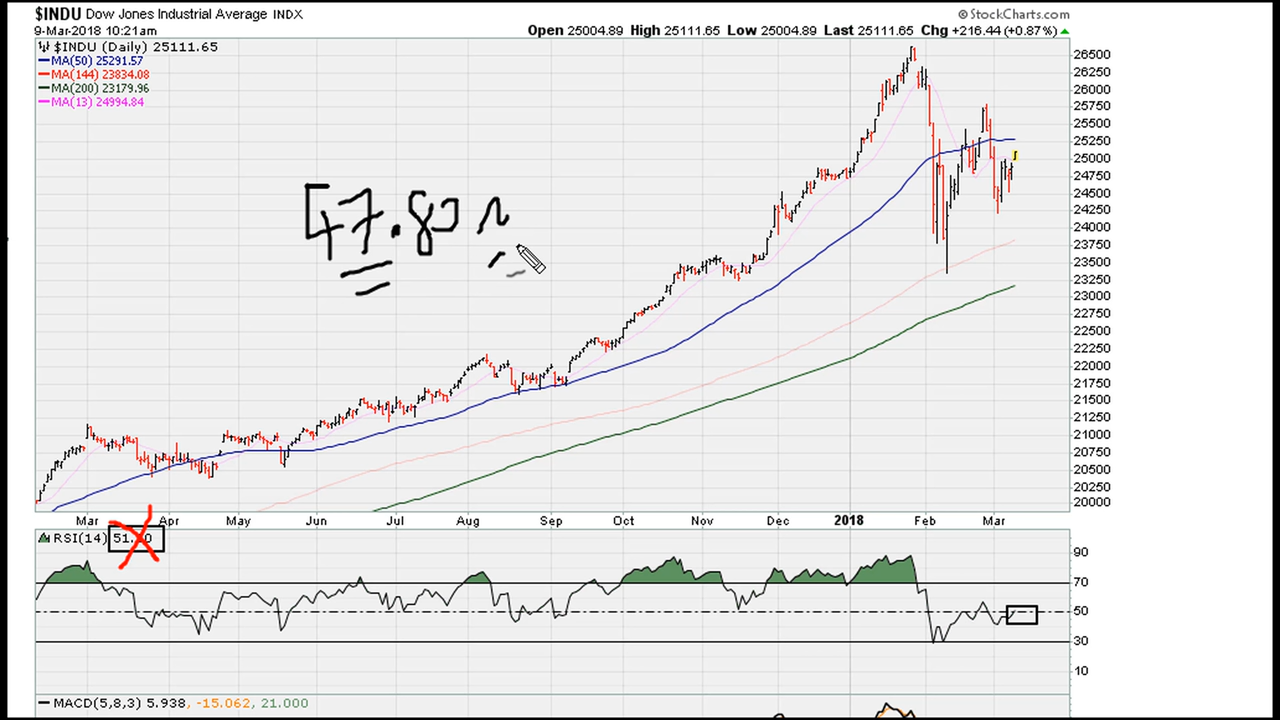 $INDU Dow Jones Industrial Average INDX
© StockCharts.com
9-Mar-2018 10:21am
Open 25004.89 High 25111.65 Low 25004.89 Last 25111.65 Chg +216.44 (+0.87%)
$INDU (Daily) 25111.65
MA(50) 25291.57
MA(144) 23834.08
MA(200) 23179.96
MA(13) 24994.84
26500
26250
26000
25750
25500
25250
25000
24750
24500
24250
24000
23750
23500
23250
23000
22750
22500
22250
22000
21750
21500
21250
21000
20750
20500
20250
20000
47.80
Mar Apr May Jun Jul Aug Sep Oct Nov Dec 2018 Feb Mar
RSI(14)
90
70
50
30
10
MACD(5,8,3) 5.938, -15.062, 21.000